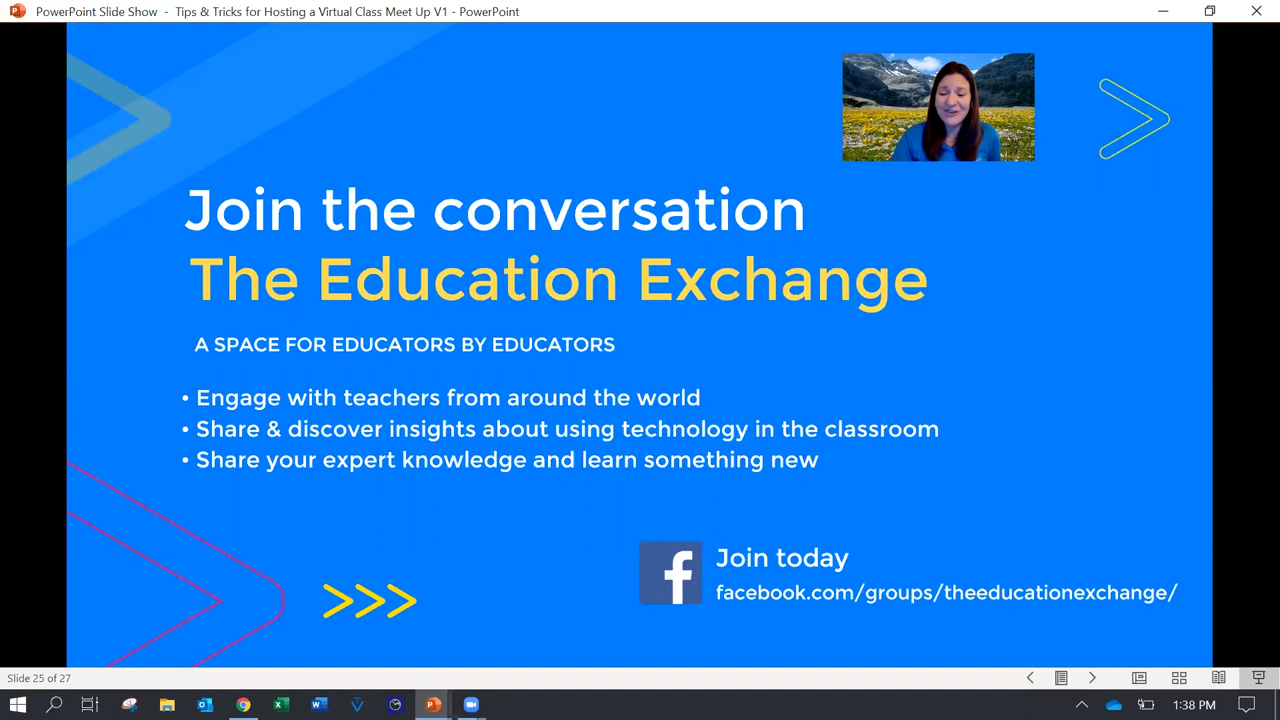 PowerPoint Slide Show - Tips & Tricks for Hosting a Virtual Class Meet Up V1 - PowerPoint
Join the conversation
The Education Exchange
A SPACE FOR EDUCATORS BY EDUCATORS
• Engage with teachers from around the world
• Share & discover insights about using technology in the classroom
• Share your expert knowledge and learn something new
Join today
facebook.com/groups/theeducationexchange/
Slide 25 of 27
1:38 PM